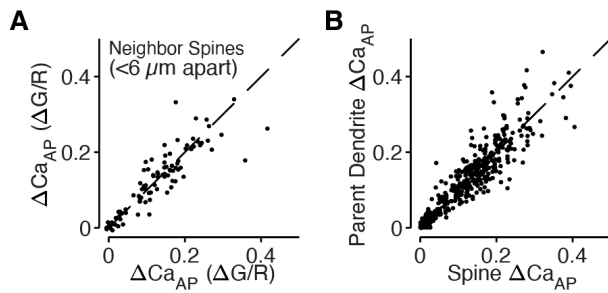 A
Neighbor Spines
(<6 µm apart)
ΔCa_AP (ΔG/R)
0.4
0.2
0
0
0.2
0.4
ΔCa_AP (ΔG/R)
B
Parent Dendrite ΔCa_AP
0.4
0.2
0
0
0.2
0.4
Spine ΔCa_AP